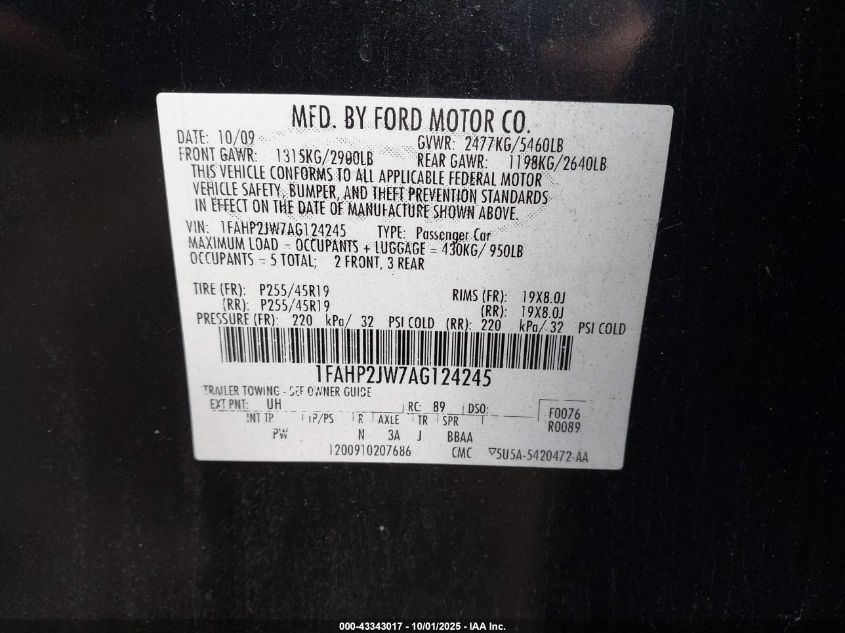 MFD. BY FORD MOTOR CO.
DATE: 10/09 GVWR: 2477KG/5460LB
FRONT GAWR: 1315KG/2900LB REAR GAWR: 1198KG/2640LB
THIS VEHICLE CONFORMS TO ALL APPLICABLE FEDERAL MOTOR
VEHICLE SAFETY, BUMPER, AND THEFT PREVENTION STANDARDS
IN EFFECT ON THE DATE OF MANUFACTURE SHOWN ABOVE.
VIN: 1FAHP2JW7AG124245 TYPE: Passenger Car
MAXIMUM LOAD - OCCUPANTS + LUGGAGE = 430KG/950LB
OCCUPANTS = 5 TOTAL; 2 FRONT, 3 REAR
TIRE (FR): P255/45R19 RIMS (FR): 19X8.0J
(RR): P255/45R19 (RR): 19X8.0J
PRESSURE (FR): 220 kPa/ 32 PSI COLD (RR): 220 kPa/ 32 PSI COLD
1FAHP2JW7AG124245
TRAILER TOWING - SEE OWNER GUIDE
EXT PNT: UH RC: 89 DSO: F0076
INT TR TP/PS R AXLE TR SPR R0089
PW N 3A J BBAA
1200910207686 CMC 5U5A-5420472-AA
000-43343017 - 10/01/2025 - IAA Inc.